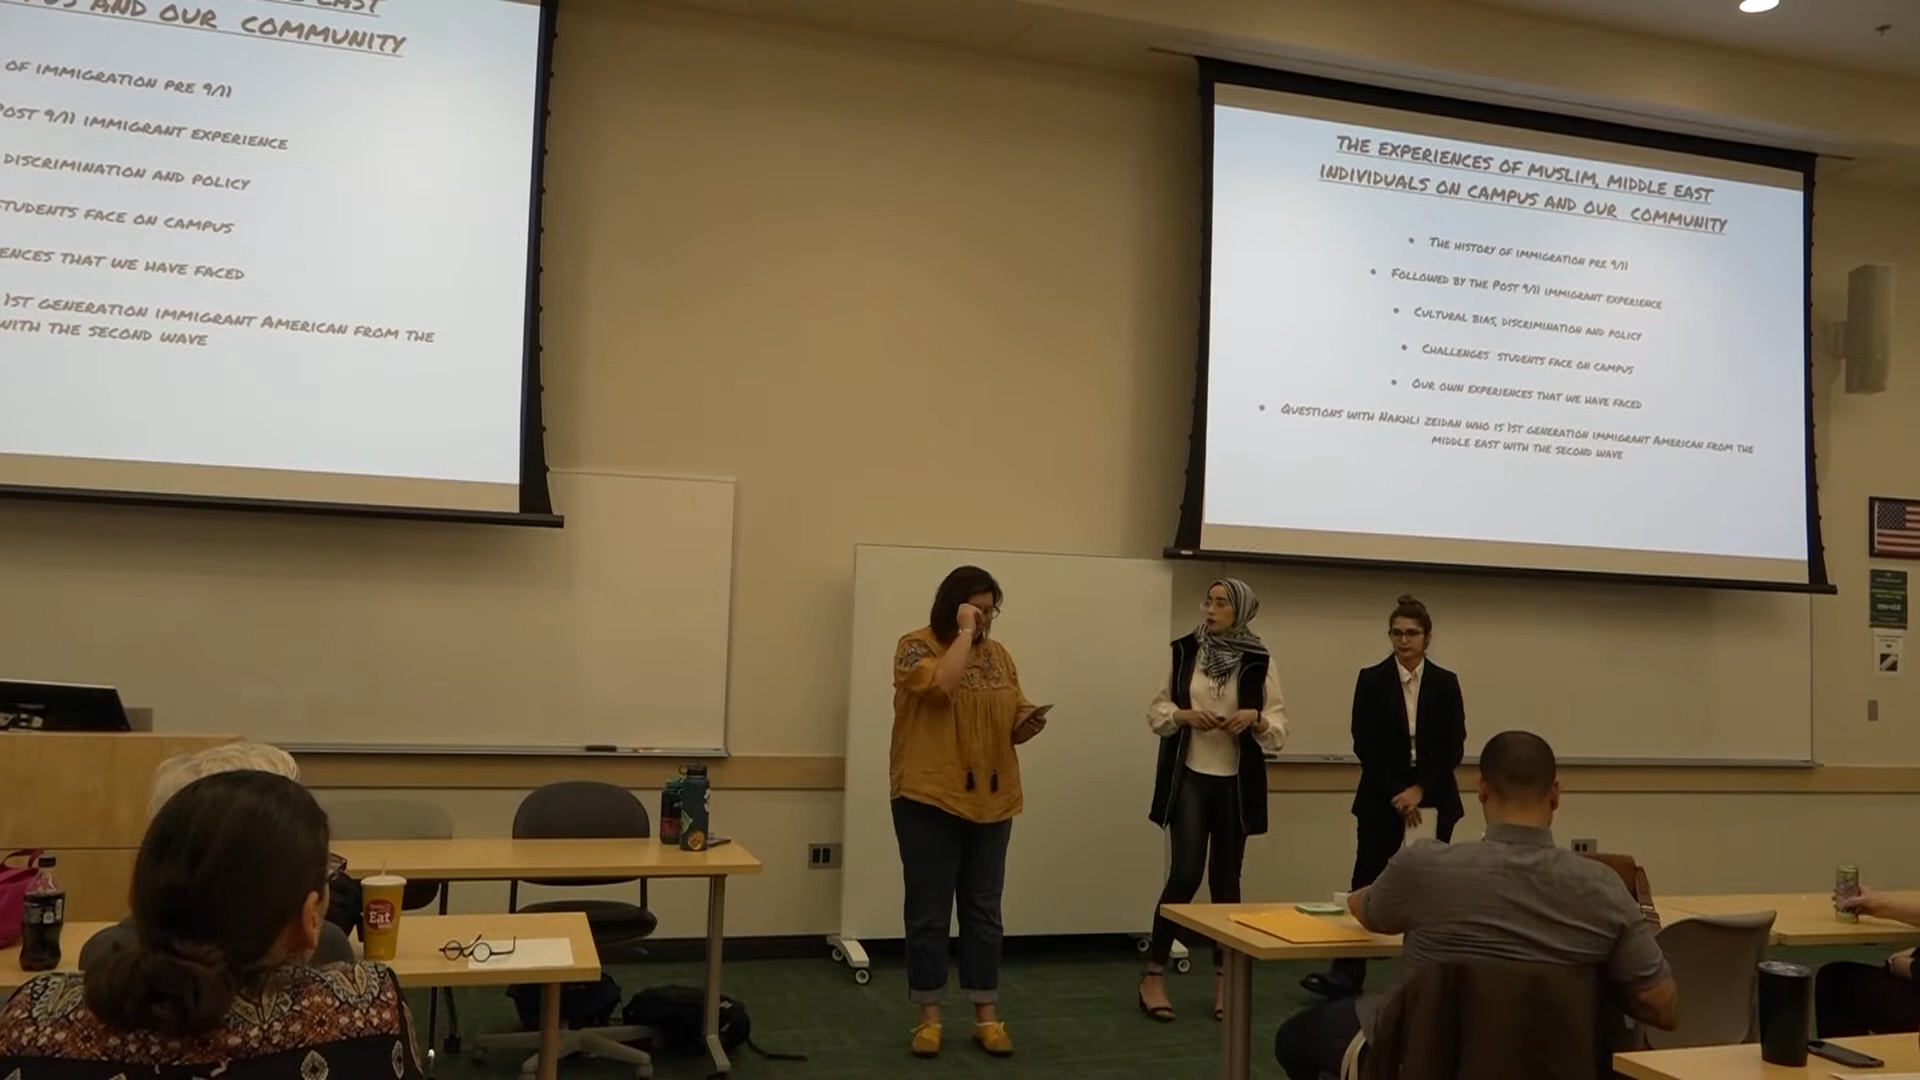 EAST
PUS AND OUR COMMUNITY
OF IMMIGRATION PRE 9/11
POST 9/11 IMMIGRANT EXPERIENCE
DISCRIMINATION AND POLICY
STUDENTS FACE ON CAMPUS
ENCES THAT WE HAVE FACED
1ST GENERATION IMMIGRANT AMERICAN FROM THE
WITH THE SECOND WAVE
THE EXPERIENCES OF MUSLIM, MIDDLE EAST
INDIVIDUALS ON CAMPUS AND OUR COMMUNITY
• THE HISTORY OF IMMIGRATION PRE 9/11
• FOLLOWED BY THE POST 9/11 IMMIGRANT EXPERIENCE
• CULTURAL BIAS, DISCRIMINATION AND POLICY
• CHALLENGES STUDENTS FACE ON CAMPUS
• OUR OWN EXPERIENCES THAT WE HAVE FACED
• QUESTIONS WITH NAKHLI ZEIDAN WHO IS 1ST GENERATION IMMIGRANT AMERICAN FROM THE
MIDDLE EAST WITH THE SECOND WAVE
Eat